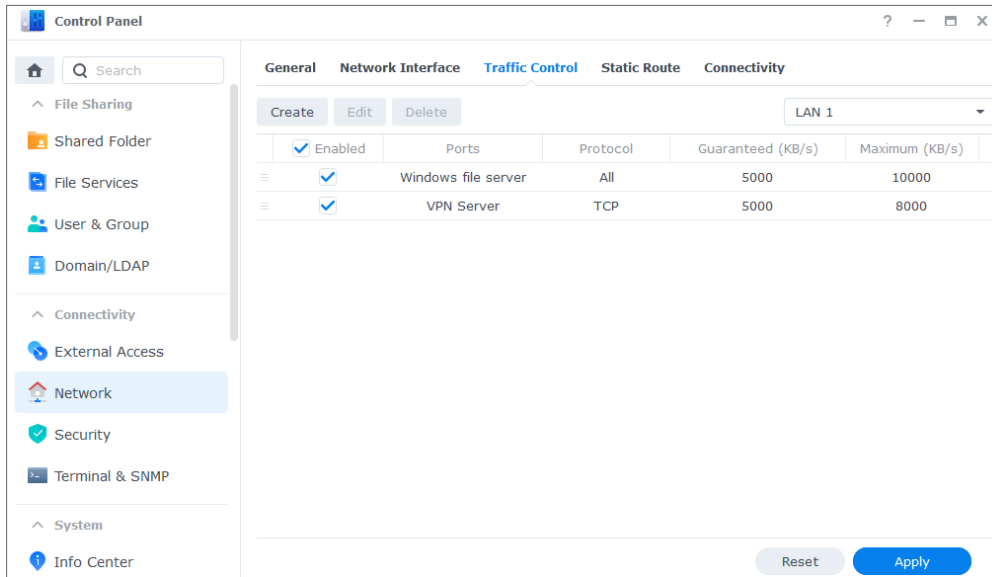 Control Panel
?
Search
General Network Interface Traffic Control Static Route Connectivity
File Sharing
Shared Folder
File Services
User & Group
Domain/LDAP
Connectivity
External Access
Network
Security
Terminal & SNMP
System
Info Center
Create Edit Delete
LAN 1
Enabled Ports Protocol Guaranteed (KB/s) Maximum (KB/s)
Windows file server All 5000 10000
VPN Server TCP 5000 8000
Reset Apply